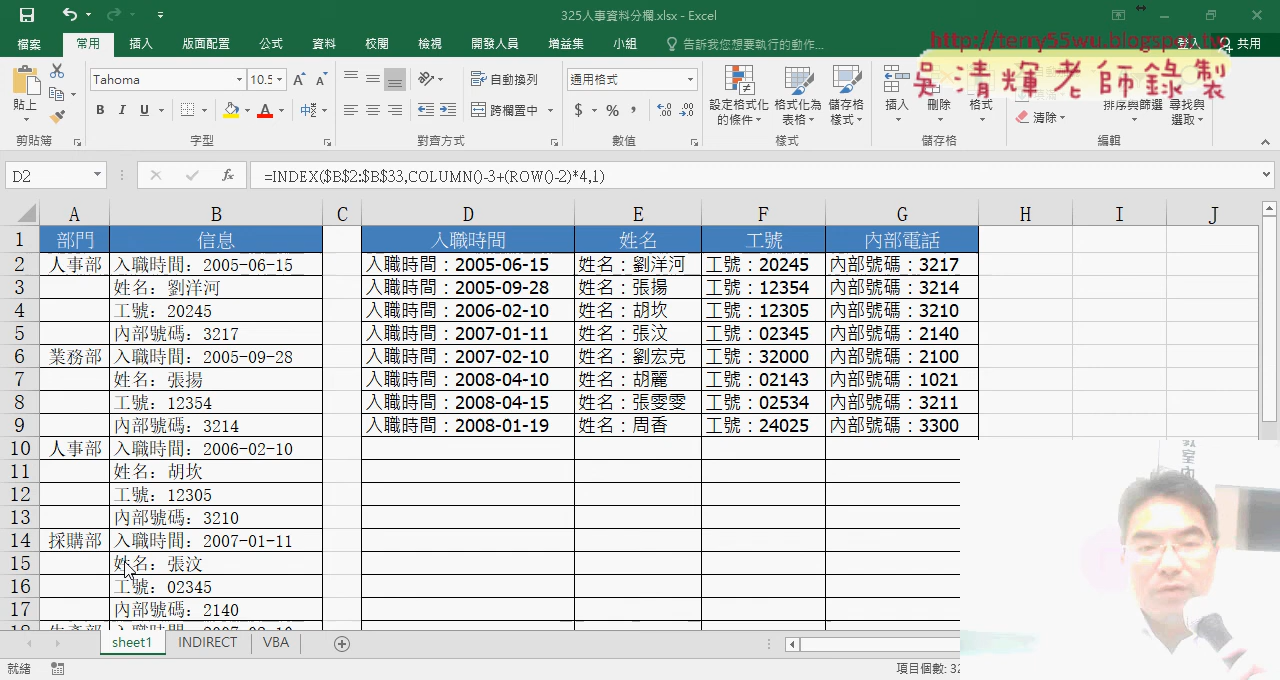 325人事資料分欄.xlsx - Excel
檔案 常用 插入 版面配置 公式 資料 校閱 檢視 開發人員 增益集 小組 告訴我您想要執行的動作... 登入 共用
http://terry55wu.blogspot.tw
吳清輝老師錄製
Tahoma 10.5 自動換列 通用格式
貼上 B I U 中 跨欄置中 $ % 設定格式化的條件 格式化為表格 儲存格樣式 插入 刪除 格式 清除 排序與篩選 尋找與選取
剪貼簿 字型 對齊方式 數值 樣式 儲存格 編輯
D2 fx =INDEX($B$2:$B$33,COLUMN()-3+(ROW()-2)*4,1)
A B C D E F G H I J
1 部門 信息 入職時間 姓名 工號 內部電話
2 人事部 入職時間：2005-06-15 入職時間：2005-06-15 姓名：劉洋河 工號：20245 內部號碼：3217
3 姓名：劉洋河 入職時間：2005-09-28 姓名：張揚 工號：12354 內部號碼：3214
4 工號：20245 入職時間：2006-02-10 姓名：胡坎 工號：12305 內部號碼：3210
5 內部號碼：3217 入職時間：2007-01-11 姓名：張汶 工號：02345 內部號碼：2140
6 業務部 入職時間：2005-09-28 入職時間：2007-02-10 姓名：劉宏克 工號：32000 內部號碼：2100
7 姓名：張揚 入職時間：2008-04-10 姓名：胡麗 工號：02143 內部號碼：1021
8 工號：12354 入職時間：2008-04-15 姓名：張雯雯 工號：02534 內部號碼：3211
9 內部號碼：3214 入職時間：2008-01-19 姓名：周香 工號：24025 內部號碼：3300
10 人事部 入職時間：2006-02-10
11 姓名：胡坎
12 工號：12305
13 內部號碼：3210
14 採購部 入職時間：2007-01-11
15 姓名：張汶
16 工號：02345
17 內部號碼：2140
sheet1 INDIRECT VBA
就緒 項目個數: 32